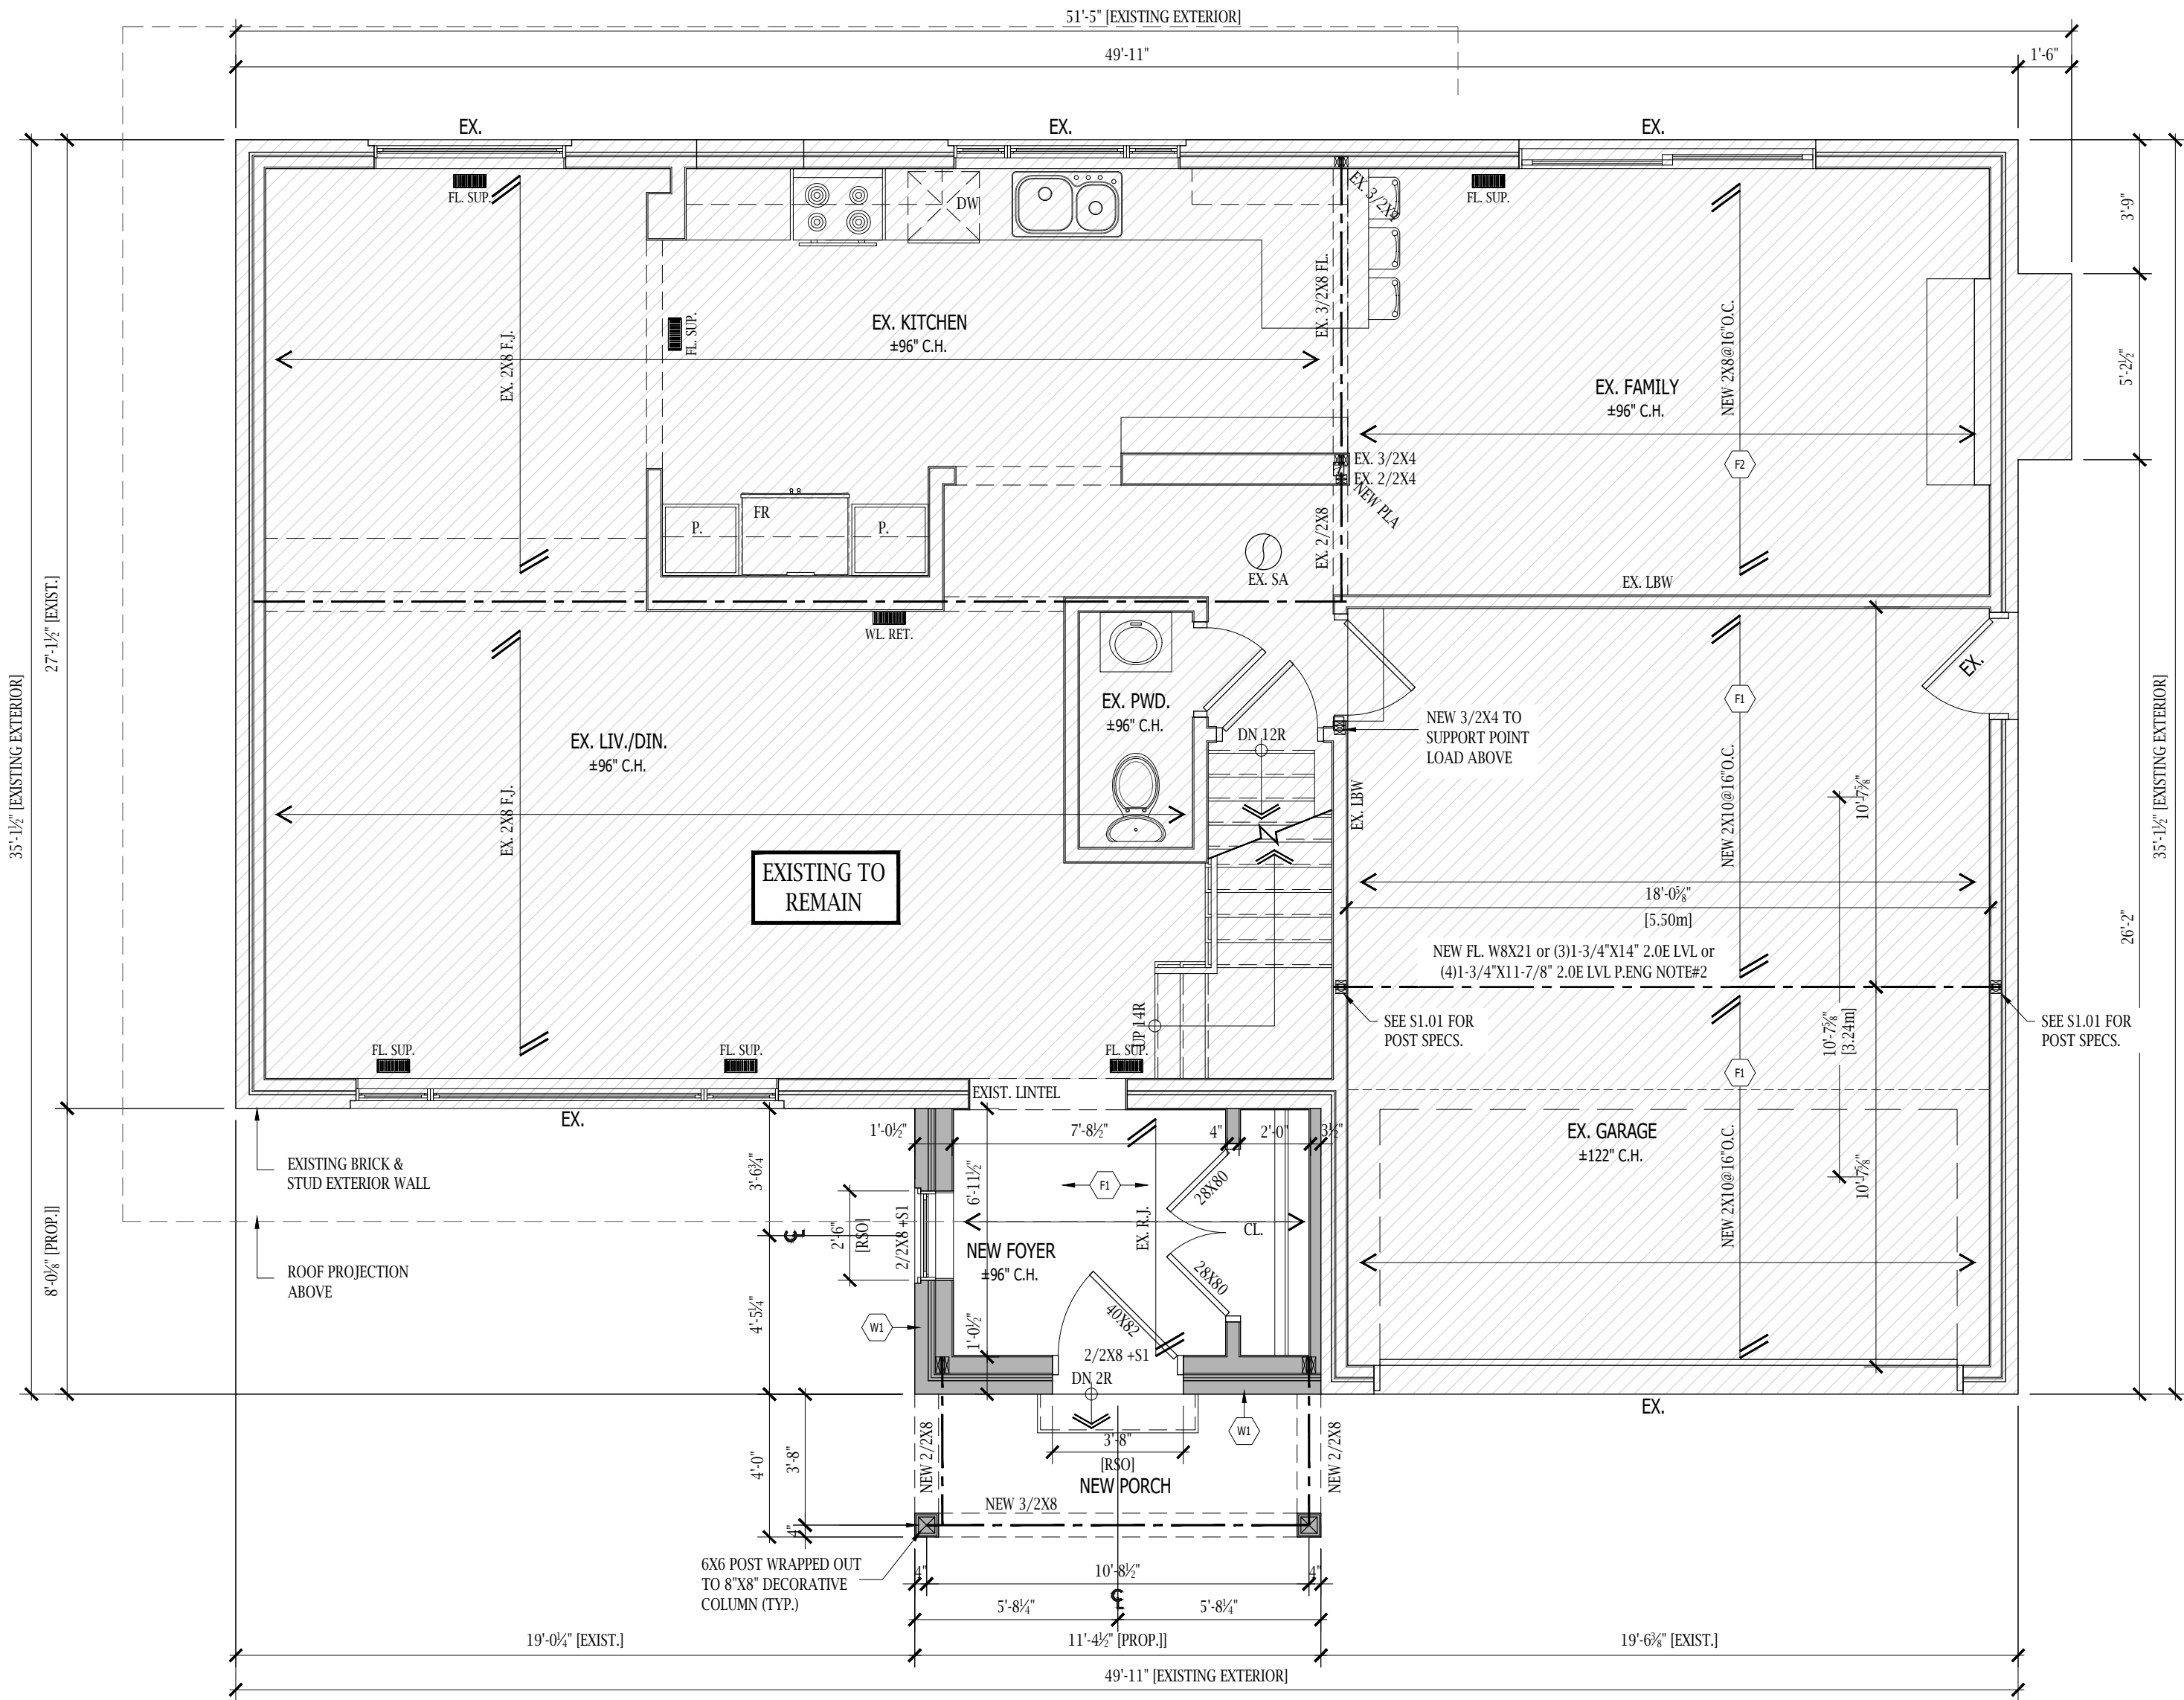 51'-5" [EXISTING EXTERIOR]
49'-11"
1'-6"
EX.
EX.
EX.
FL. SUP.
DW
EX. 3/2X4
FL. SUP.
3'-9"
EX. 2X8 F.J.
FL. SUP.
EX. KITCHEN
±96" C.H.
EX. 3/2X8 FL.
EX. FAMILY
±96" C.H.
NEW 2X8@16"O.C.
5'-2½"
F2
EX. 3/2X4
EX. 2/2X4
NEW PLA
P.
FR
P.
EX. 2/2X8
EX. SA
EX. LBW
27'-1½" [EXIST.]
35'-1½" [EXISTING EXTERIOR]
WL. RET.
EX.
EX. PWD.
±96" C.H.
F1
NEW 3/2X4 TO
SUPPORT POINT
LOAD ABOVE
DN 12R
EX. LIV./DIN.
±96" C.H.
EX. 2X8 F.J.
EX. LBW
NEW 2X10@16"O.C.
10'-7⅝"
35'-1½" [EXISTING EXTERIOR]
26'-2"
EXISTING TO
REMAIN
18'-0⅝"
[5.50m]
NEW FL. W8X21 or (3)1-3/4"X14" 2.0E LVL or
(4)1-3/4"X11-7/8" 2.0E LVL P.ENG NOTE#2
SEE S1.01 FOR
POST SPECS.
SEE S1.01 FOR
POST SPECS.
10'-7⅝"
[3.24m]
UP 14R
FL. SUP.
FL. SUP.
FL. SUP.
F1
EXIST. LINTEL
EX.
1'-0½"
7'-8½"
4"
2'-0"
3½"
EX. GARAGE
±122" C.H.
NEW 2X10@16"O.C.
10'-7⅝"
EXISTING BRICK &
STUD EXTERIOR WALL
3'-6¾"
6'-11½"
F1
28X80
8'-0⅛" [PROP.]]
2'-6"
[RSO]
2/2X8 +S1
EX. R.J.
CL.
NEW FOYER
±96" C.H.
28X80
ROOF PROJECTION
ABOVE
4'-5¼"
W1
1'-0½"
40X82
2/2X8 +S1
DN 2R
EX.
W1
4'-0"
3'-8"
NEW 2/2X8
3'-8"
[RSO]
NEW 2/2X8
NEW PORCH
NEW 3/2X8
4"
6X6 POST WRAPPED OUT
TO 8"X8" DECORATIVE
COLUMN (TYP.)
4"
10'-8½"
4"
5'-8¼"
5'-8¼"
19'-0¼" [EXIST.]
11'-4½" [PROP.]]
19'-6⅜" [EXIST.]
49'-11" [EXISTING EXTERIOR]